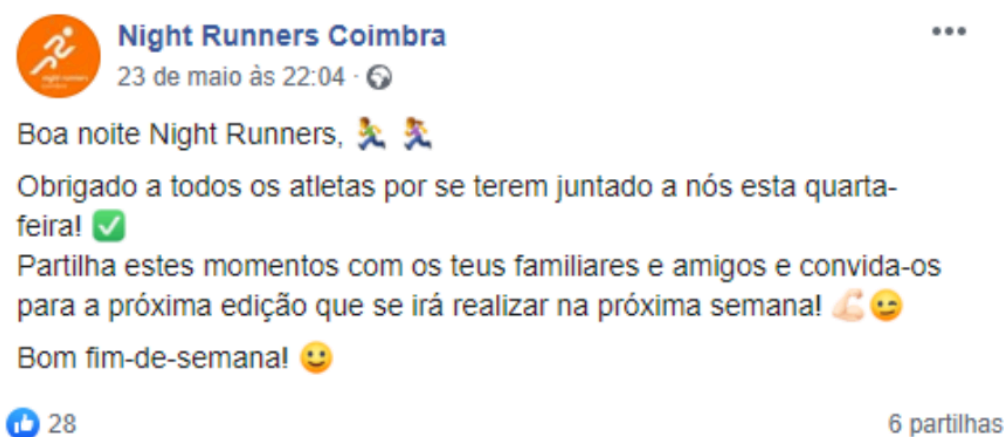 Night Runners Coimbra
23 de maio às 22:04 ·
Boa noite Night Runners, 🏃‍♂️ 🏃‍♀️
Obrigado a todos os atletas por se terem juntado a nós esta quarta-
feira! ✅
Partilha estes momentos com os teus familiares e amigos e convida-os
para a próxima edição que se irá realizar na próxima semana! 💪🏻😉
Bom fim-de-semana! 🙂
28
6 partilhas